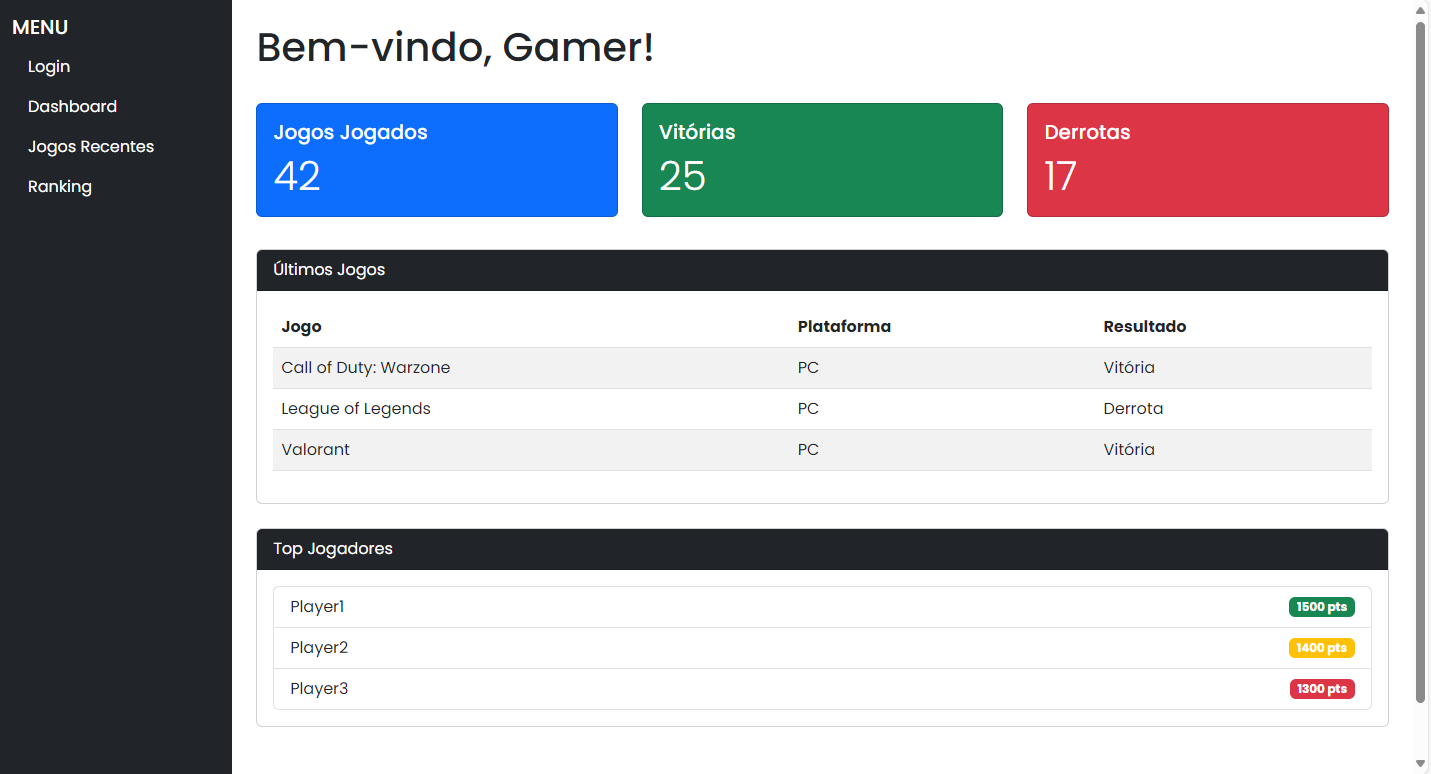 MENU
Login
Dashboard
Jogos Recentes
Ranking
Bem-vindo, Gamer!
Jogos Jogados
42
Vitórias
25
Derrotas
17
Últimos Jogos
Jogo Plataforma Resultado
Call of Duty: Warzone PC Vitória
League of Legends PC Derrota
Valorant PC Vitória
Top Jogadores
Player1 1500 pts
Player2 1400 pts
Player3 1300 pts